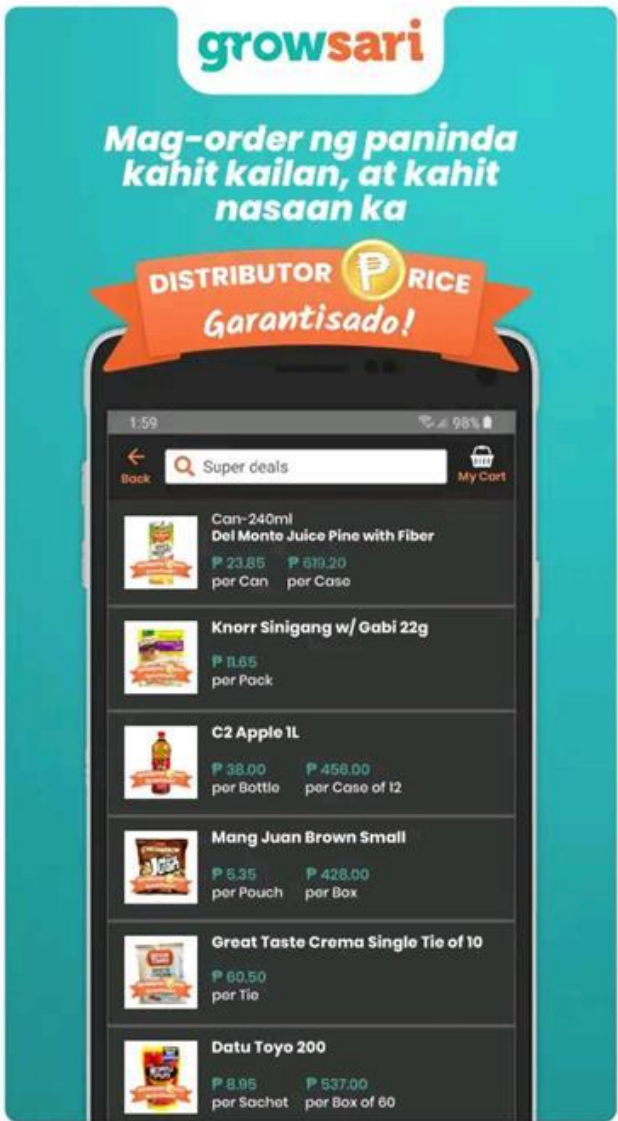 growsari
Mag-order ng paninda
kahit kailan, at kahit
nasaan ka
DISTRIBUTOR PRICE
Garantisado!
1:59 98%
Back Super deals My Cart
Can-240ml
Del Monte Juice Pine with Fiber
₱ 23.85 ₱ 619.20
per Can per Case
Knorr Sinigang w/ Gabi 22g
₱ 11.65
per Pack
C2 Apple 1L
₱ 38.00 ₱ 456.00
per Bottle per Case of 12
Mang Juan Brown Small
₱ 5.35 ₱ 428.00
per Pouch per Box
Great Taste Crema Single Tie of 10
₱ 60.50
per Tie
Datu Toyo 200
₱ 8.95 ₱ 537.00
per Sachet per Box of 60